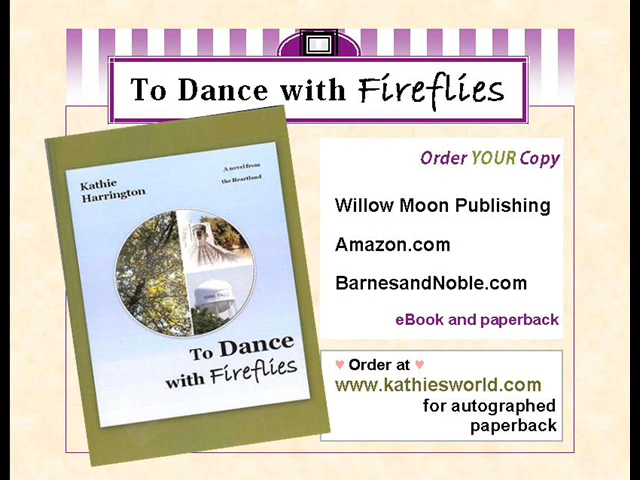 To Dance with Fireflies
Kathie
Harrington
A novel from
the Heartland
To Dance
with Fireflies
Order YOUR Copy
Willow Moon Publishing
Amazon.com
BarnesandNoble.com
eBook and paperback
♥ Order at ♥
www.kathiesworld.com
for autographed
paperback